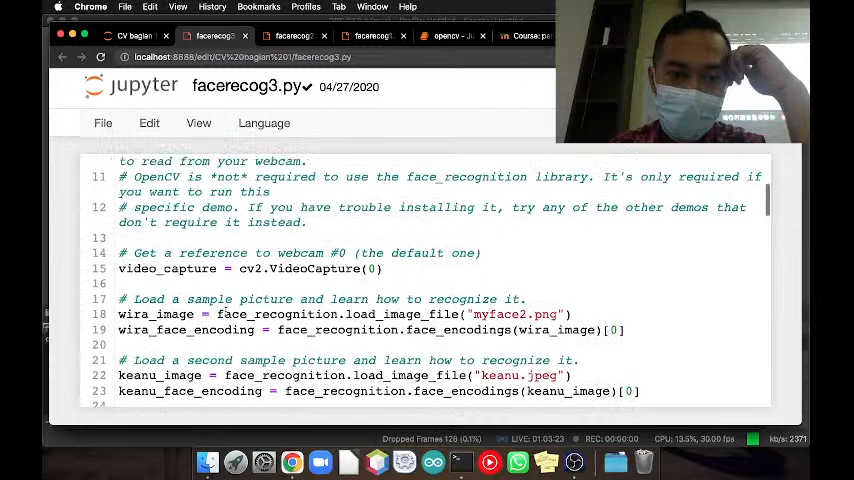 Chrome File Edit View History Bookmarks Profiles Tab Window Help
CV bagian facerecog3 facerecog2 facerecog1. opencv - Ju Course: pe
localhost:8888/edit/CV%20bagian%201/facerecog3.py
jupyter facerecog3.py 04/27/2020
File Edit View Language
to read from your webcam.
11 # OpenCV is *not* required to use the face_recognition library. It's only required if
you want to run this
12 # specific demo. If you have trouble installing it, try any of the other demos that
don't require it instead.
13
14 # Get a reference to webcam #0 (the default one)
15 video_capture = cv2.VideoCapture(0)
16
17 # Load a sample picture and learn how to recognize it.
18 wira_image = face_recognition.load_image_file("myface2.png")
19 wira_face_encoding = face_recognition.face_encodings(wira_image)[0]
20
21 # Load a second sample picture and learn how to recognize it.
22 keanu_image = face_recognition.load_image_file("keanu.jpeg")
23 keanu_face_encoding = face_recognition.face_encodings(keanu_image)[0]
24
Dropped Frames 128 (0.1%) LIVE: 01:03:23 REC: 00:00:00 CPU: 13.5%, 30.00 fps kb/s: 2371